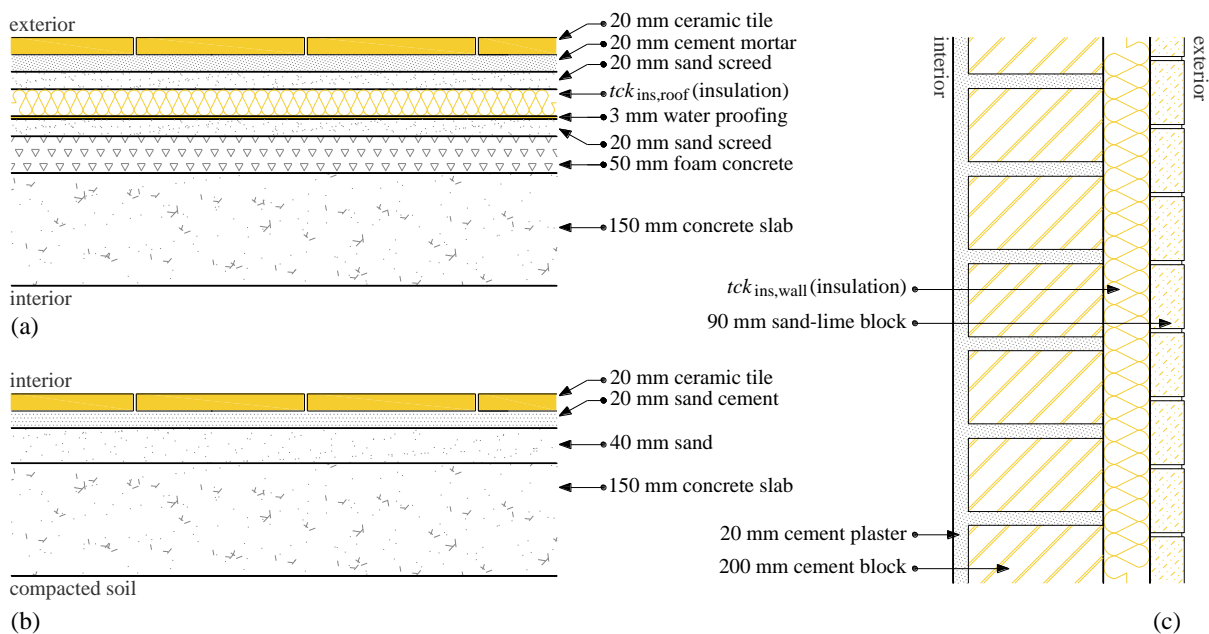 exterior
20 mm ceramic tile
20 mm cement mortar
20 mm sand screed
tck ins,roof (insulation)
3 mm water proofing
20 mm sand screed
50 mm foam concrete
150 mm concrete slab
interior
(a)
interior
20 mm ceramic tile
20 mm sand cement
40 mm sand
150 mm concrete slab
compacted soil
(b)
interior
exterior
tck ins,wall (insulation)
90 mm sand-lime block
20 mm cement plaster
200 mm cement block
(c)